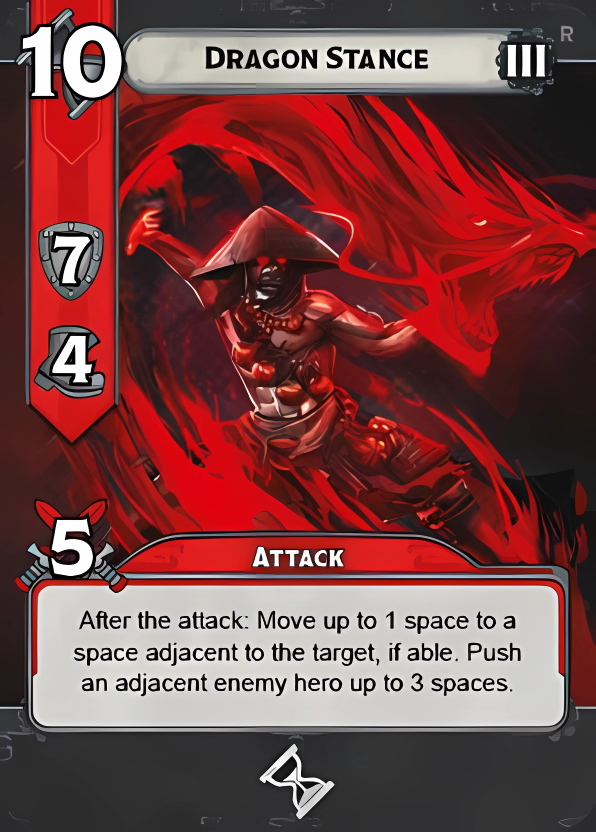 10
DRAGON STANCE
III
R
7
4
5
ATTACK
After the attack: Move up to 1 space to a
space adjacent to the target, if able. Push
an adjacent enemy hero up to 3 spaces.